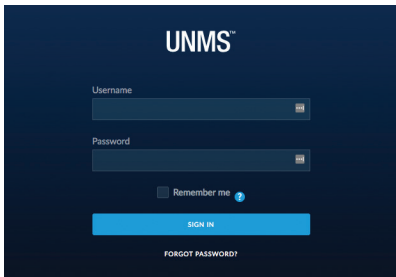 UNMS™
Username
Password
Remember me ?
SIGN IN
FORGOT PASSWORD?